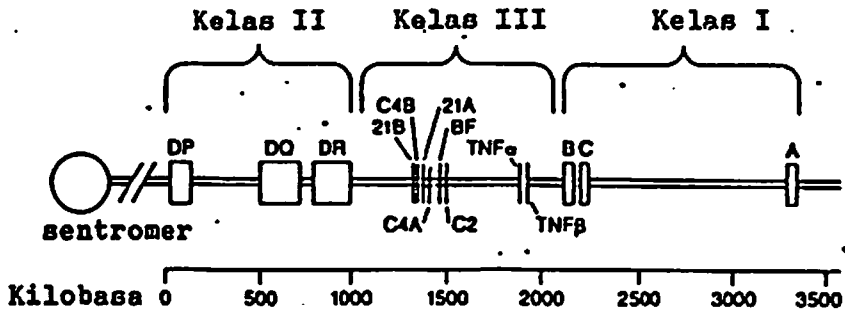 Kelas II Kelas III Kelas I
C4B 21A
21B BF
DP DQ DR TNFα B C A
sentromer C4A C2 TNFβ
Kilobasa 0 500 1000 1500 2000 2500 3000 3500